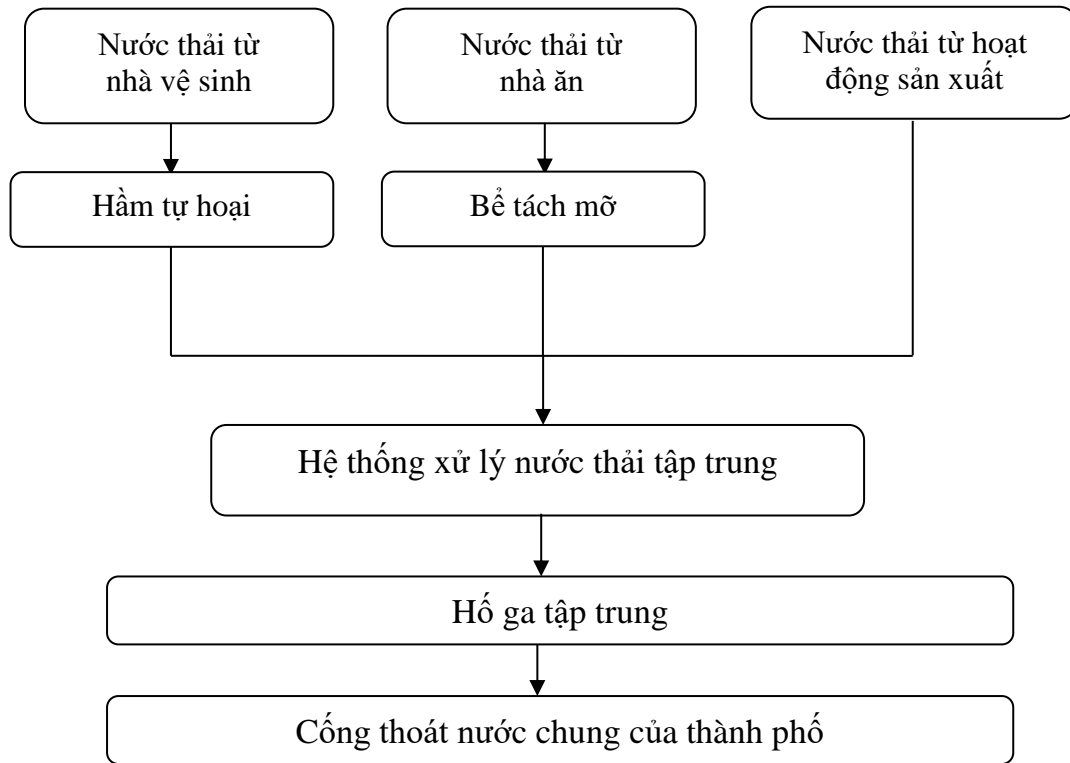 Nước thải từ
nhà vệ sinh
Nước thải từ
nhà ăn
Nước thải từ hoạt
động sản xuất
Hầm tự hoại
Bể tách mỡ
Hệ thống xử lý nước thải tập trung
Hố ga tập trung
Cống thoát nước chung của thành phố